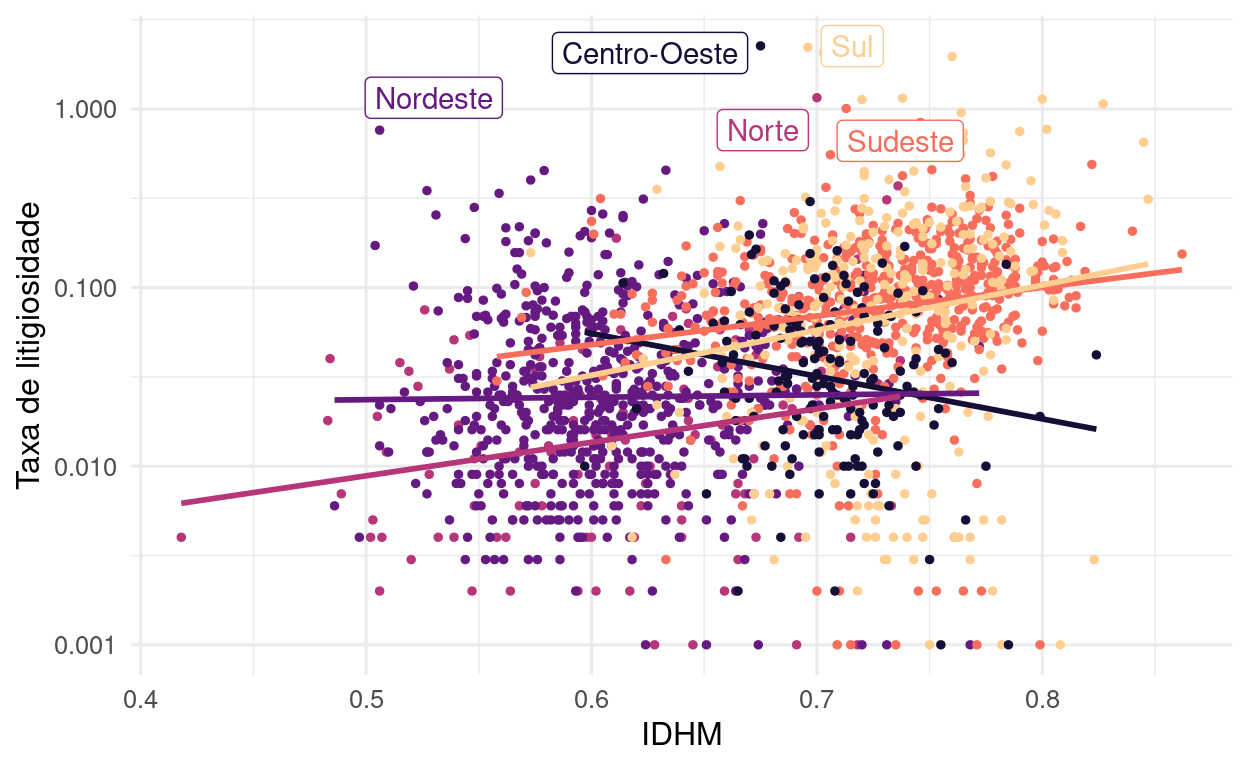 Sul
Centro-Oeste
Nordeste
Norte
Sudeste
1.000
0.100
0.010
0.001
Taxa de litigiosidade
0.4 0.5 0.6 0.7 0.8
IDHM